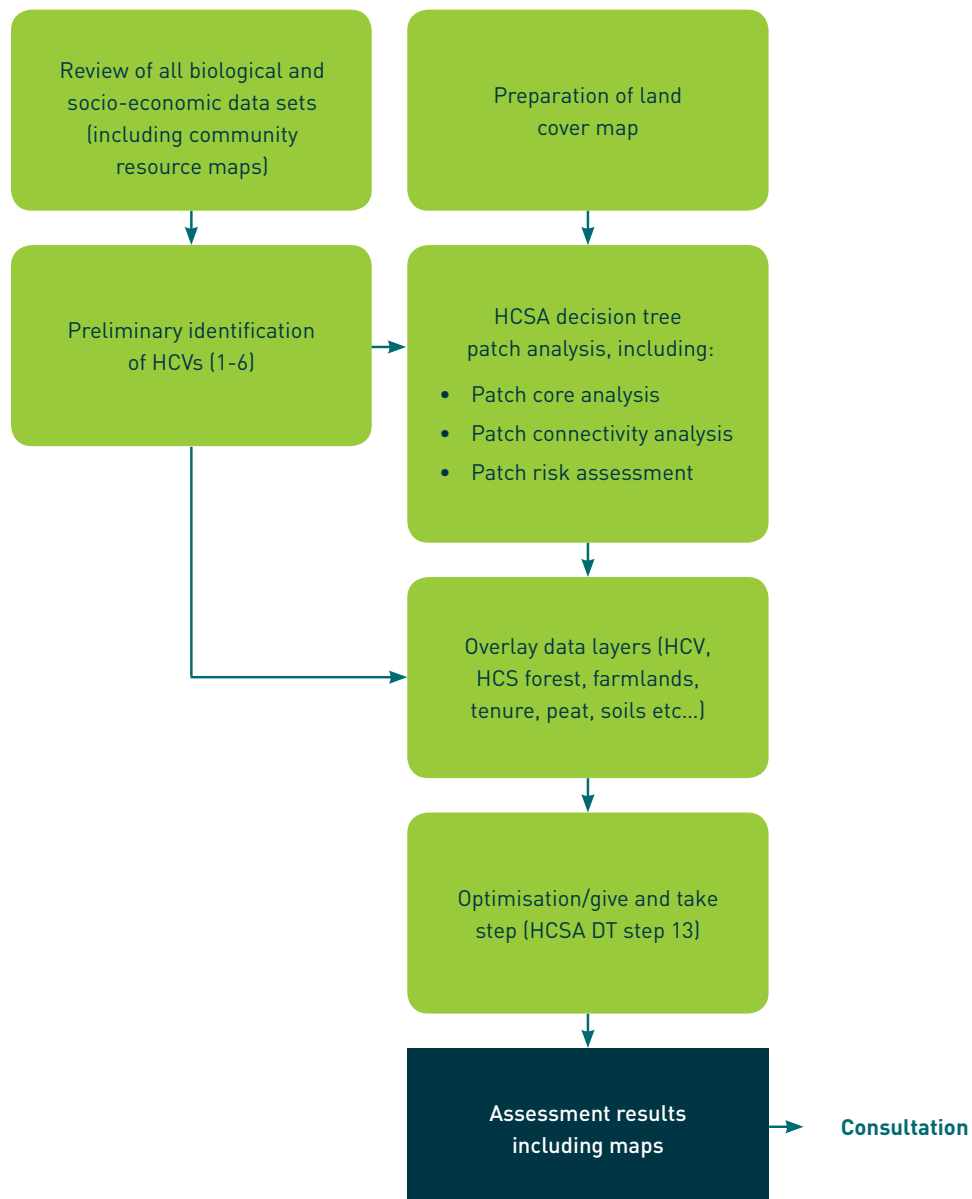 Review of all biological and
socio-economic data sets
(including community
resource maps)
Preparation of land
cover map
Preliminary identification
of HCVs (1-6)
HCSA decision tree
patch analysis, including:
• Patch core analysis
• Patch connectivity analysis
• Patch risk assessment
Overlay data layers (HCV,
HCS forest, farmlands,
tenure, peat, soils etc...)
Optimisation/give and take
step (HCSA DT step 13)
Assessment results
including maps
Consultation